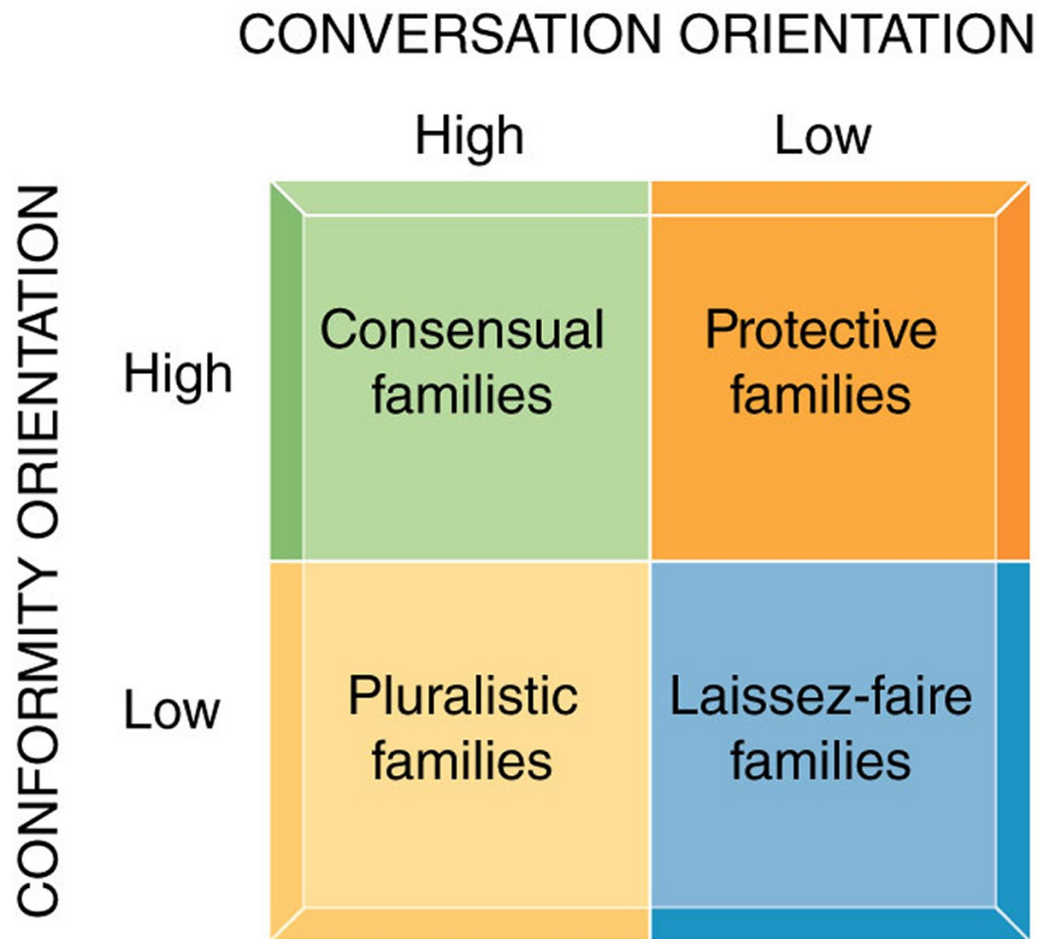 CONVERSATION ORIENTATION
High
Low
CONFORMITY ORIENTATION
High
Consensual
families
Protective
families
Low
Pluralistic
families
Laissez-faire
families